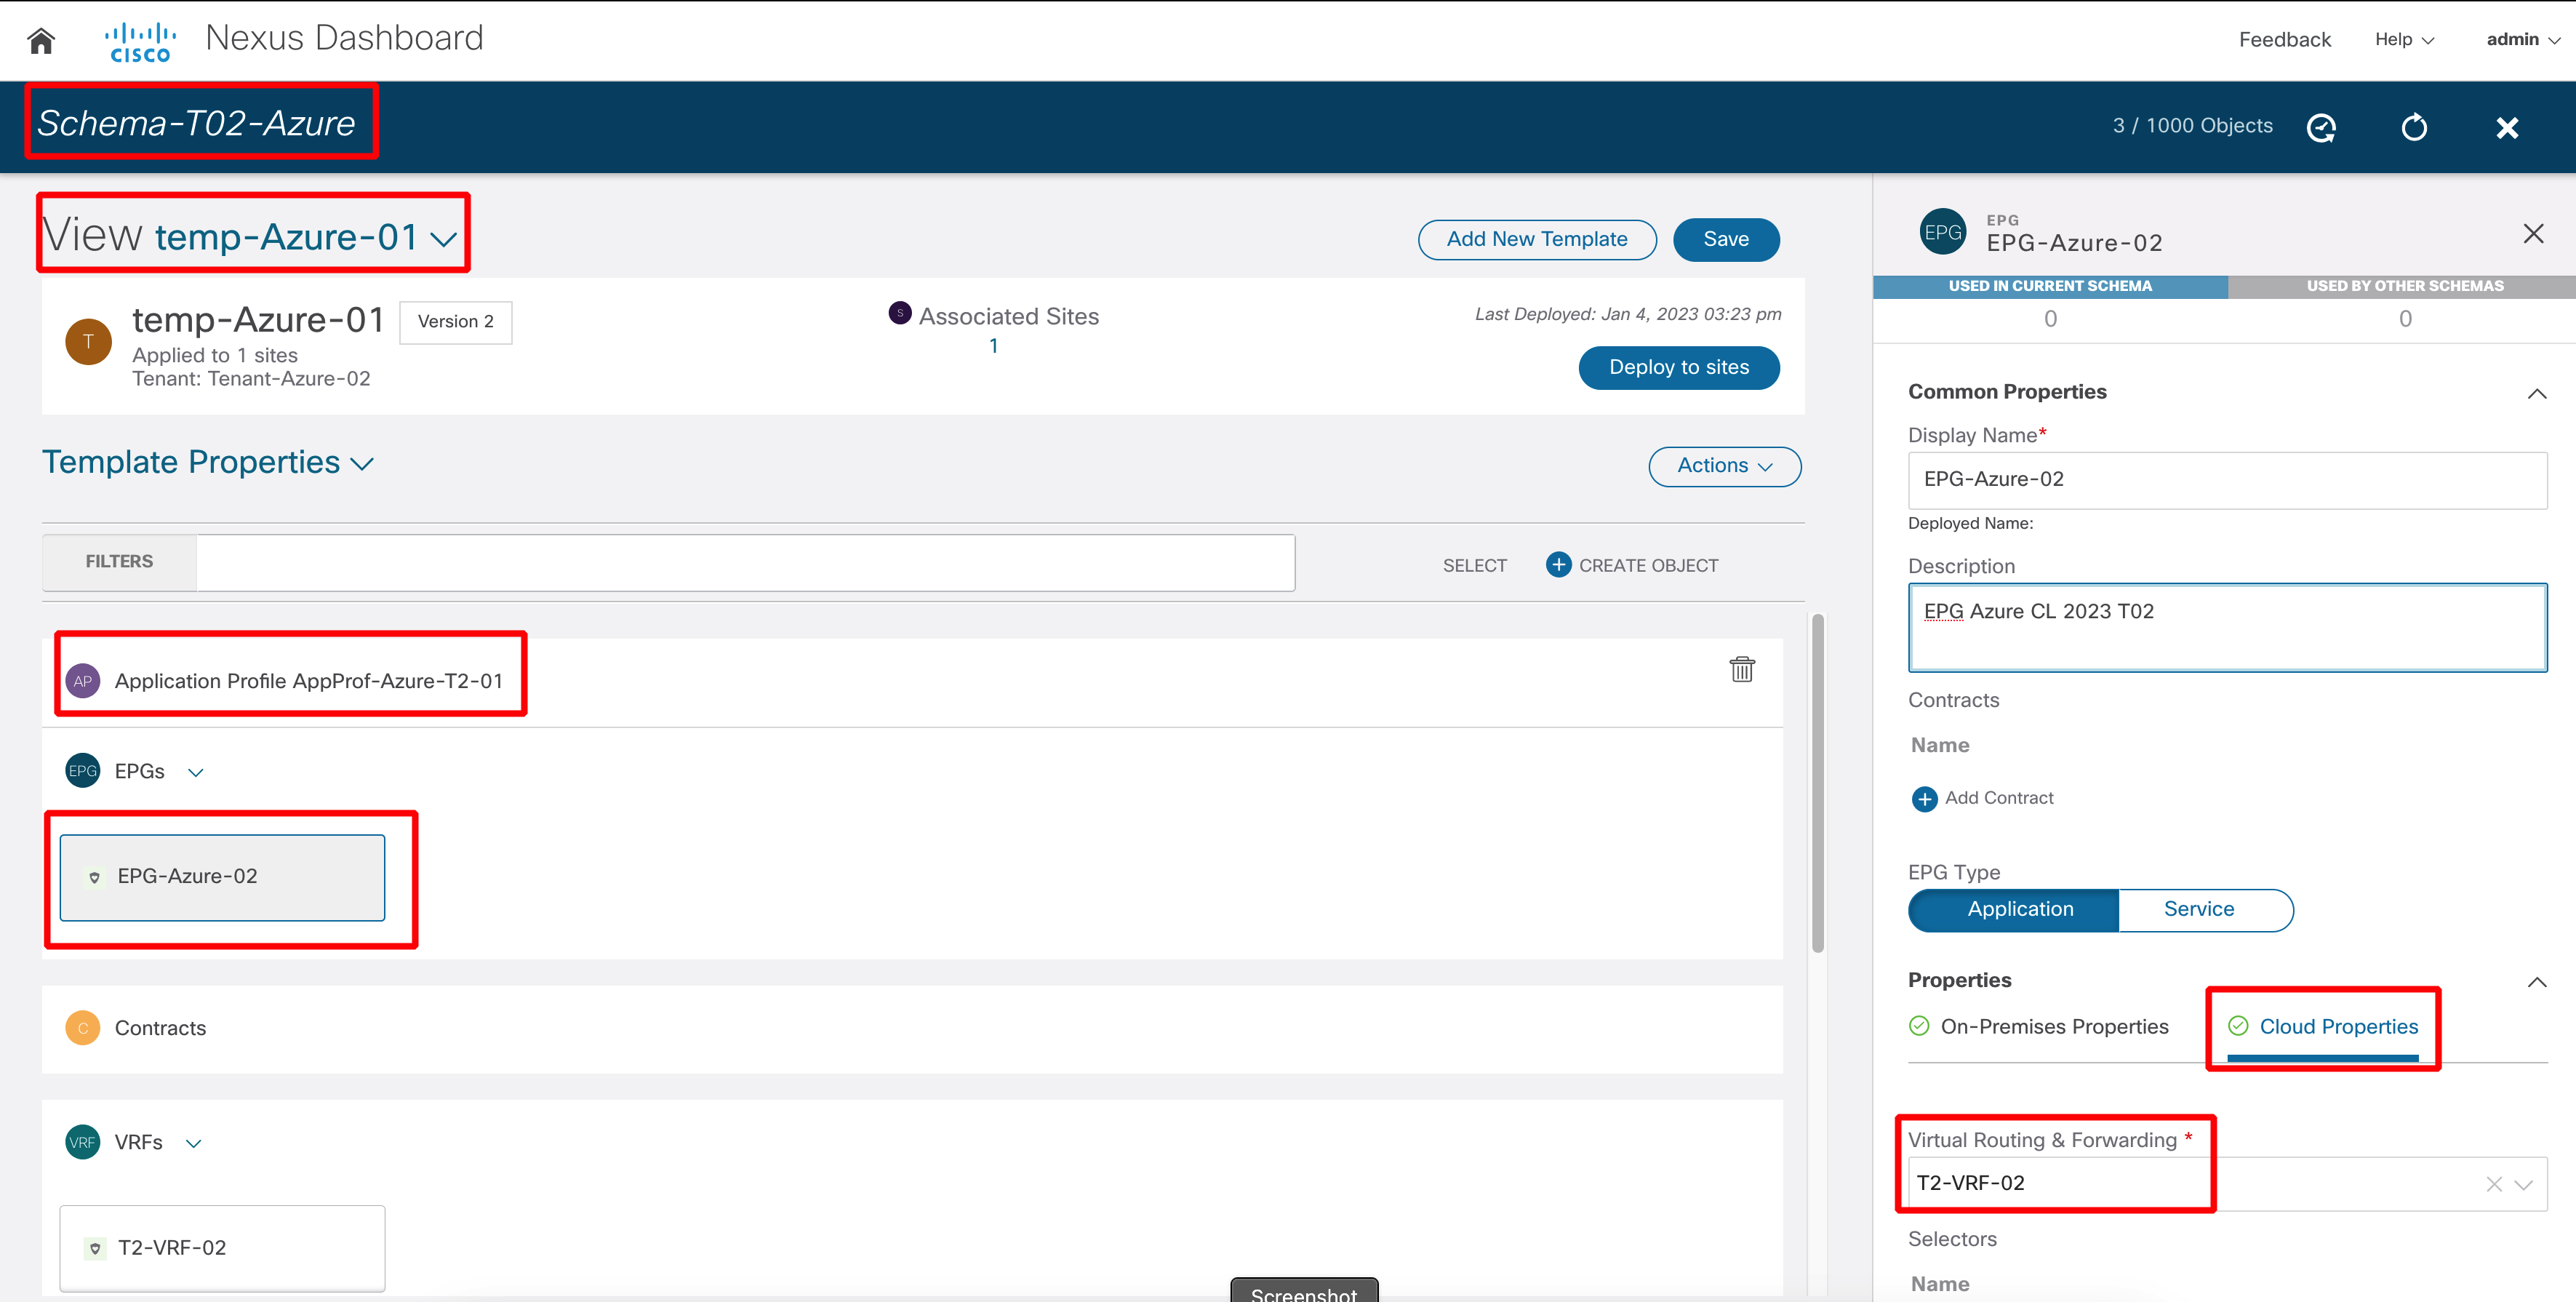 CISCO Nexus Dashboard
Feedback Help admin
Schema-T02-Azure
3 / 1000 Objects
View temp-Azure-01
Add New Template Save
T temp-Azure-01 Version 2
Applied to 1 sites
Tenant: Tenant-Azure-02
S Associated Sites
1
Last Deployed: Jan 4, 2023 03:23 pm
Deploy to sites
Template Properties
Actions
FILTERS
SELECT CREATE OBJECT
AP Application Profile AppProf-Azure-T2-01
EPG EPGs
EPG-Azure-02
C Contracts
VRF VRFs
T2-VRF-02
Screenshot
EPG EPG
EPG-Azure-02
USED IN CURRENT SCHEMA USED BY OTHER SCHEMAS
0 0
Common Properties
Display Name*
EPG-Azure-02
Deployed Name:
Description
EPG Azure CL 2023 T02
Contracts
Name
Add Contract
EPG Type
Application Service
Properties
On-Premises Properties Cloud Properties
Virtual Routing & Forwarding *
T2-VRF-02
Selectors
Name